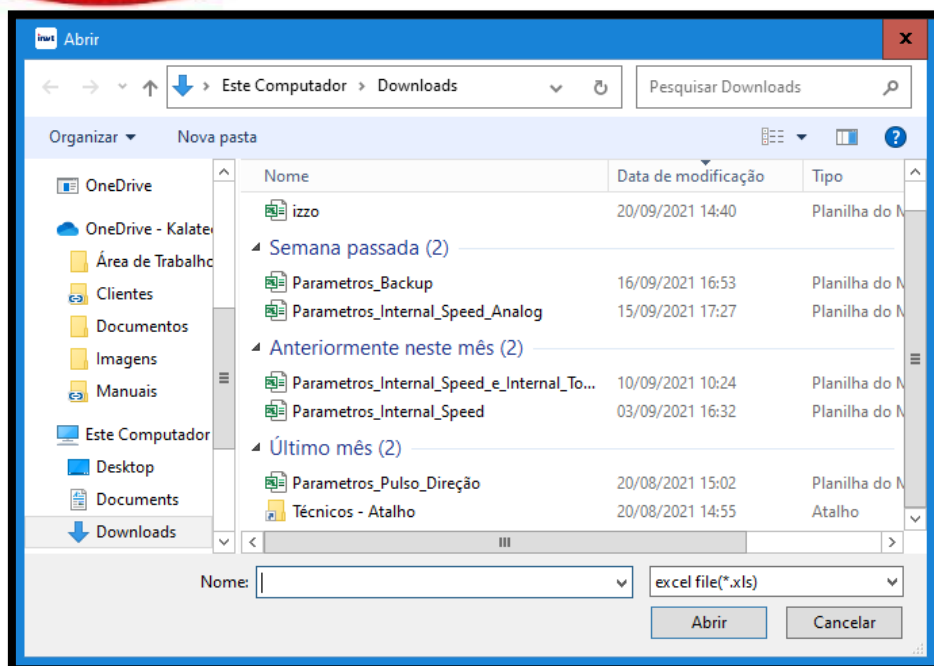 invt Abrir
Este Computador > Downloads
Pesquisar Downloads
Organizar Nova pasta
OneDrive
OneDrive - Kalate
Área de Trabalho
Clientes
Documentos
Imagens
Manuais
Este Computador
Desktop
Documents
Downloads
Nome Data de modificação Tipo
izzo 20/09/2021 14:40 Planilha do
Semana passada (2)
Parametros_Backup 16/09/2021 16:53 Planilha do
Parametros_Internal_Speed_Analog 15/09/2021 17:27 Planilha do
Anteriormente neste mês (2)
Parametros_Internal_Speed_e_Internal_To... 10/09/2021 10:24 Planilha do
Parametros_Internal_Speed 03/09/2021 16:32 Planilha do
Último mês (2)
Parametros_Pulso_Direção 20/08/2021 15:02 Planilha do
Técnicos - Atalho 20/08/2021 14:55 Atalho
Nome: excel file(*.xls)
Abrir Cancelar